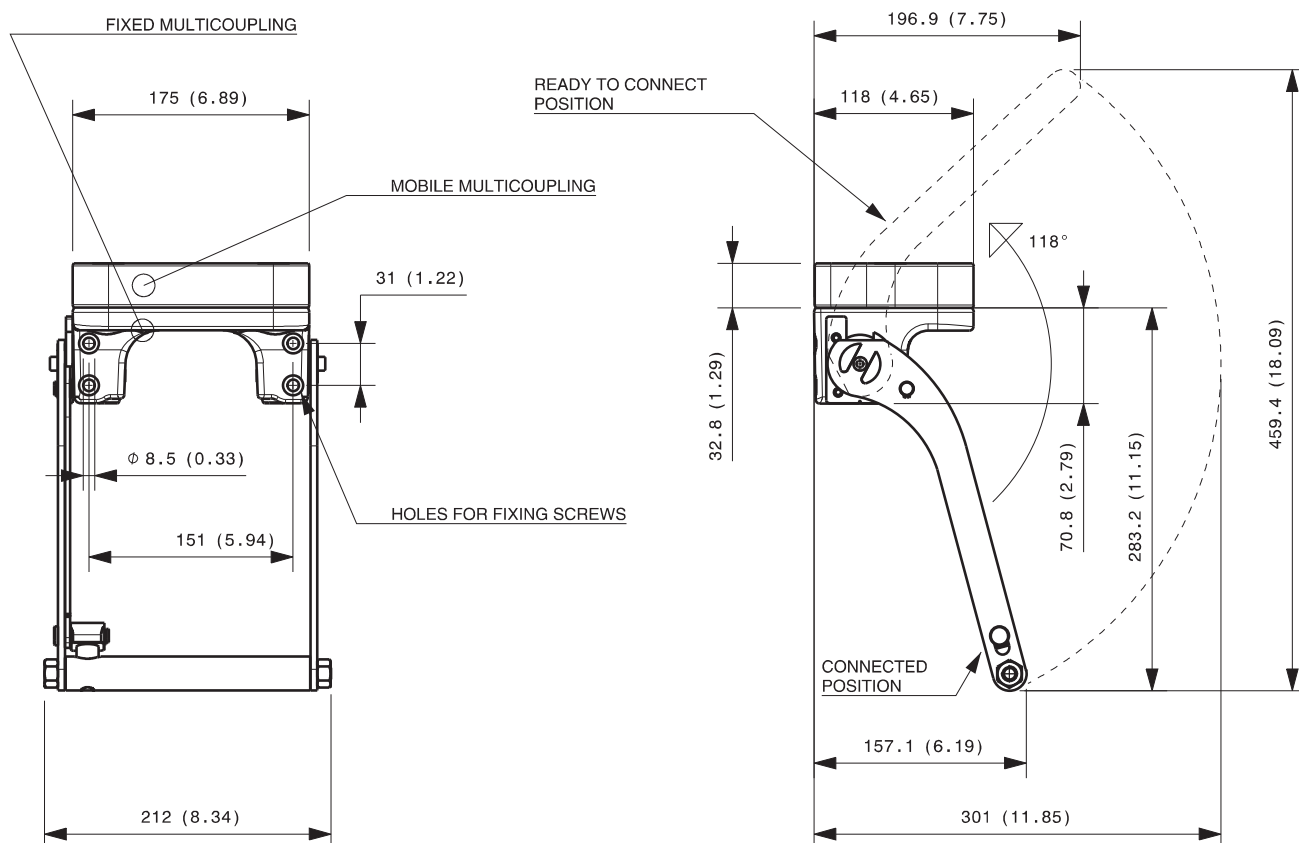 FIXED MULTICOUPLING
175 (6.89)
MOBILE MULTICOUPLING
31 (1.22)
Φ 8.5 (0.33)
HOLES FOR FIXING SCREWS
151 (5.94)
212 (8.34)
196.9 (7.75)
READY TO CONNECT
POSITION
118 (4.65)
118°
32.8 (1.29)
70.8 (2.79)
283.2 (11.15)
459.4 (18.09)
CONNECTED
POSITION
157.1 (6.19)
301 (11.85)